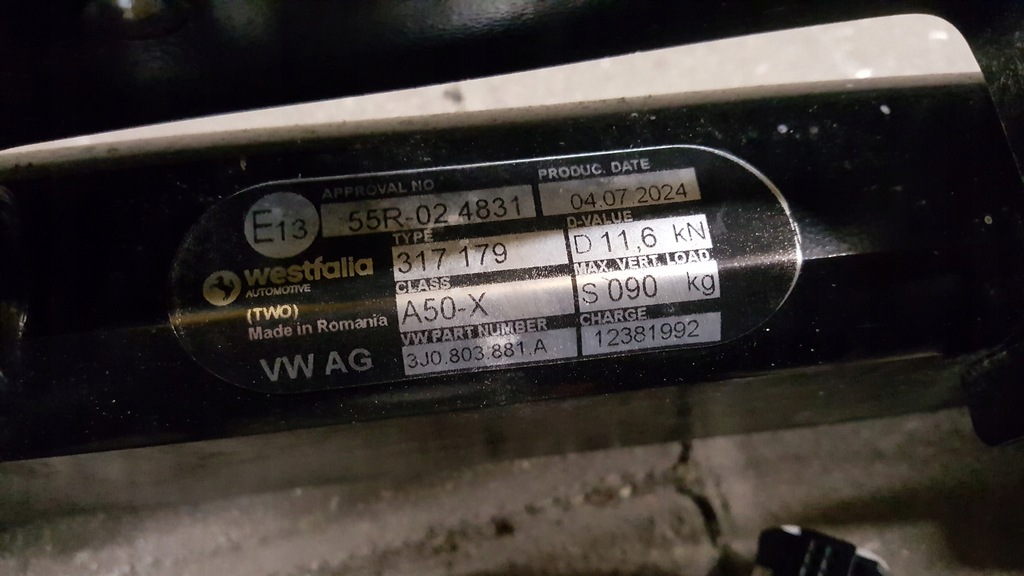 E13
APPROVAL NO
55R-02 4831
PRODUC. DATE
04.07.2024
TYPE
317 179
D-VALUE
D 11,6 kN
westfalia
AUTOMOTIVE
CLASS
A50-X
MAX. VERT. LOAD
S 090 kg
(TWO)
Made in Romania
VW PART NUMBER
3J0.803.881.A
CHARGE
12381992
VW AG